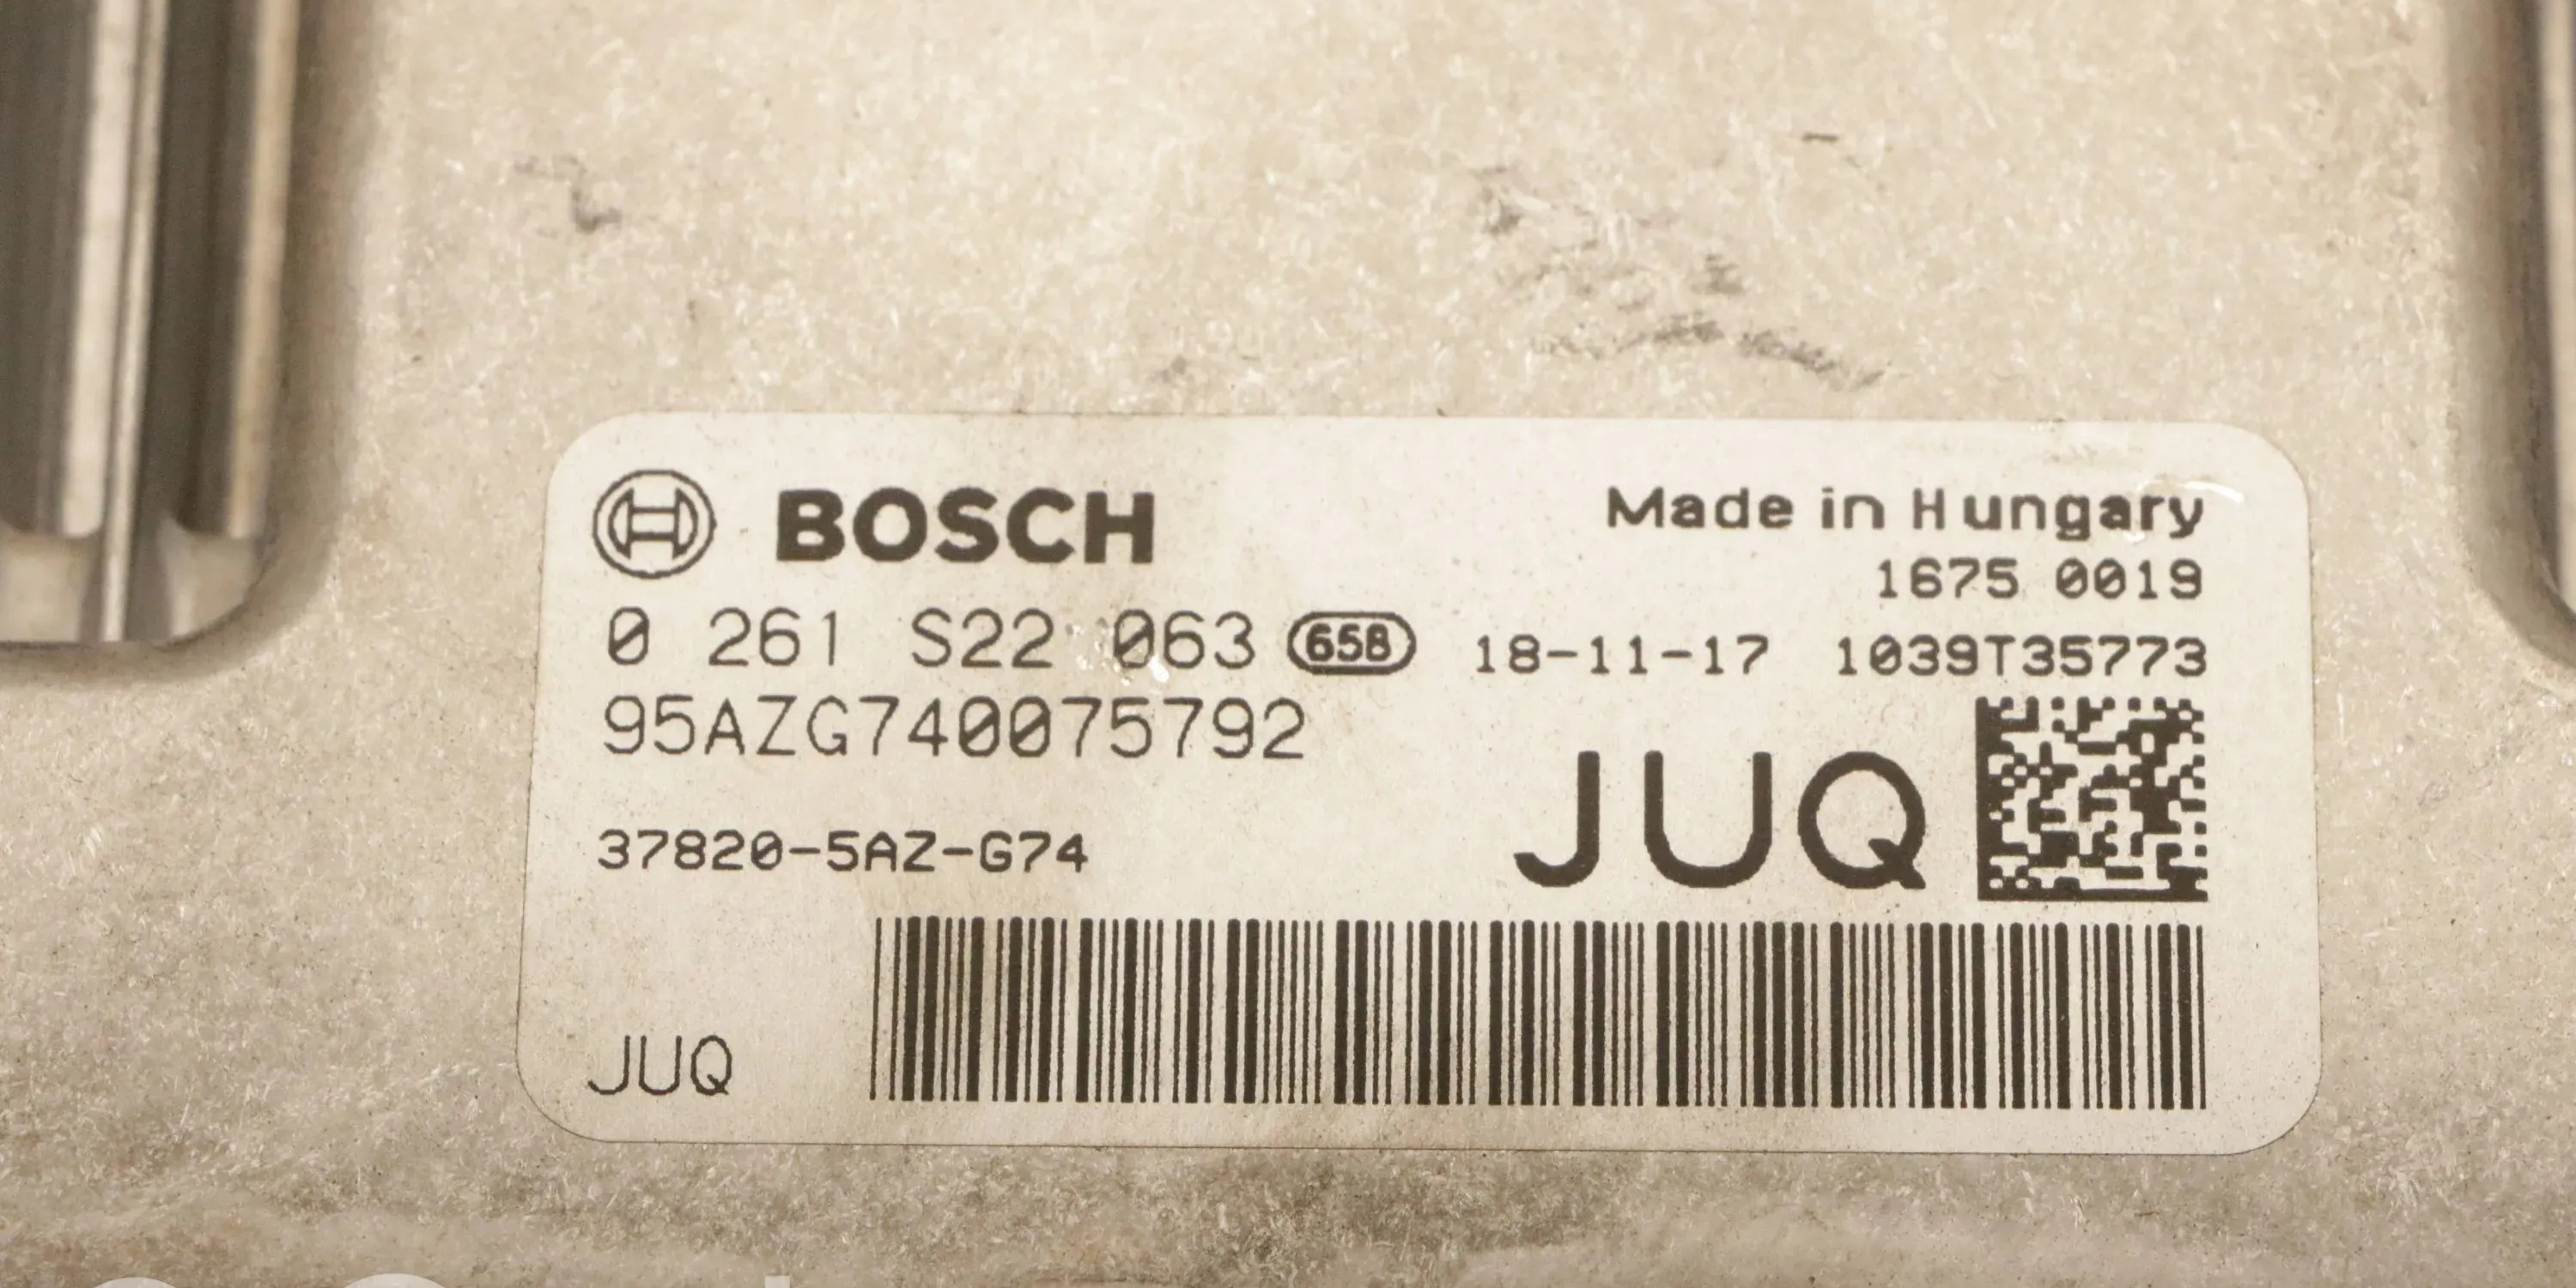 BOSCH
Made in Hungary
1675 0019
0 261 S22 063 658 18-11-17 1039T35773
95AZG740075792
JUQ
37820-5AZ-G74
JUQ